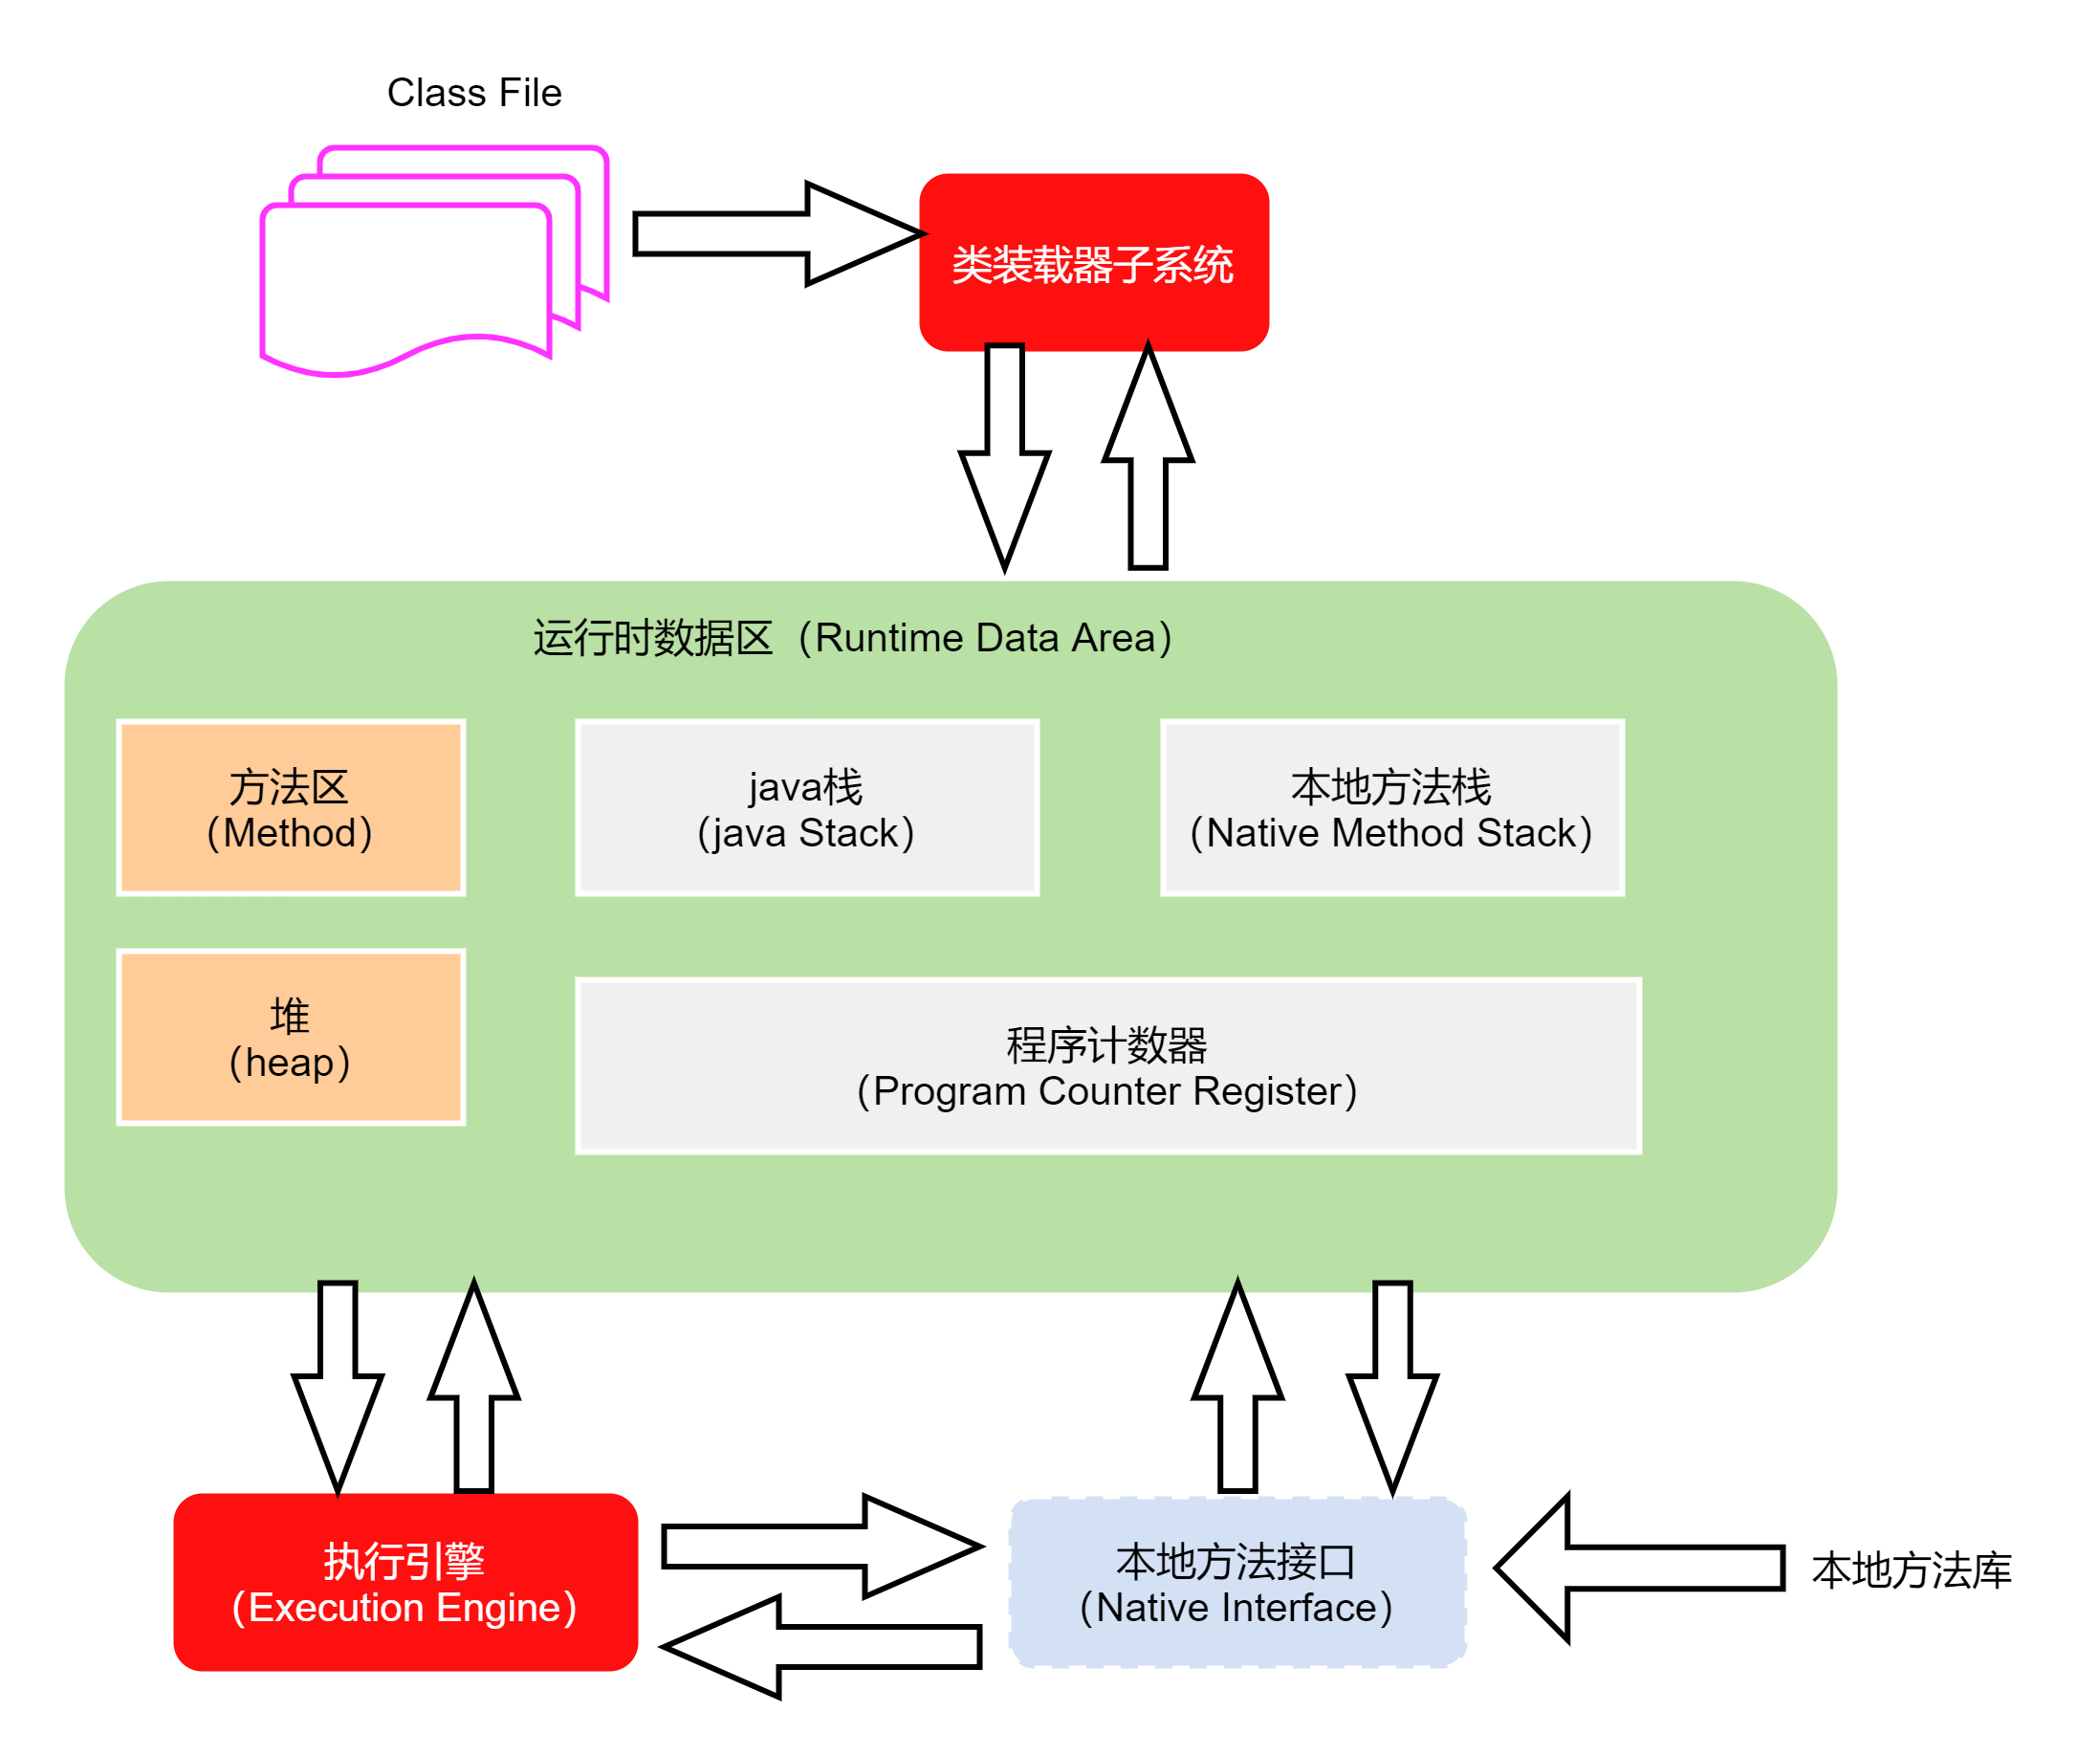 Class File
类装载器子系统
运行时数据区（Runtime Data Area）
方法区
（Method）
java栈
（java Stack）
本地方法栈
（Native Method Stack）
堆
（heap）
程序计数器
（Program Counter Register）
执行引擎
（Execution Engine）
本地方法接口
（Native Interface）
本地方法库